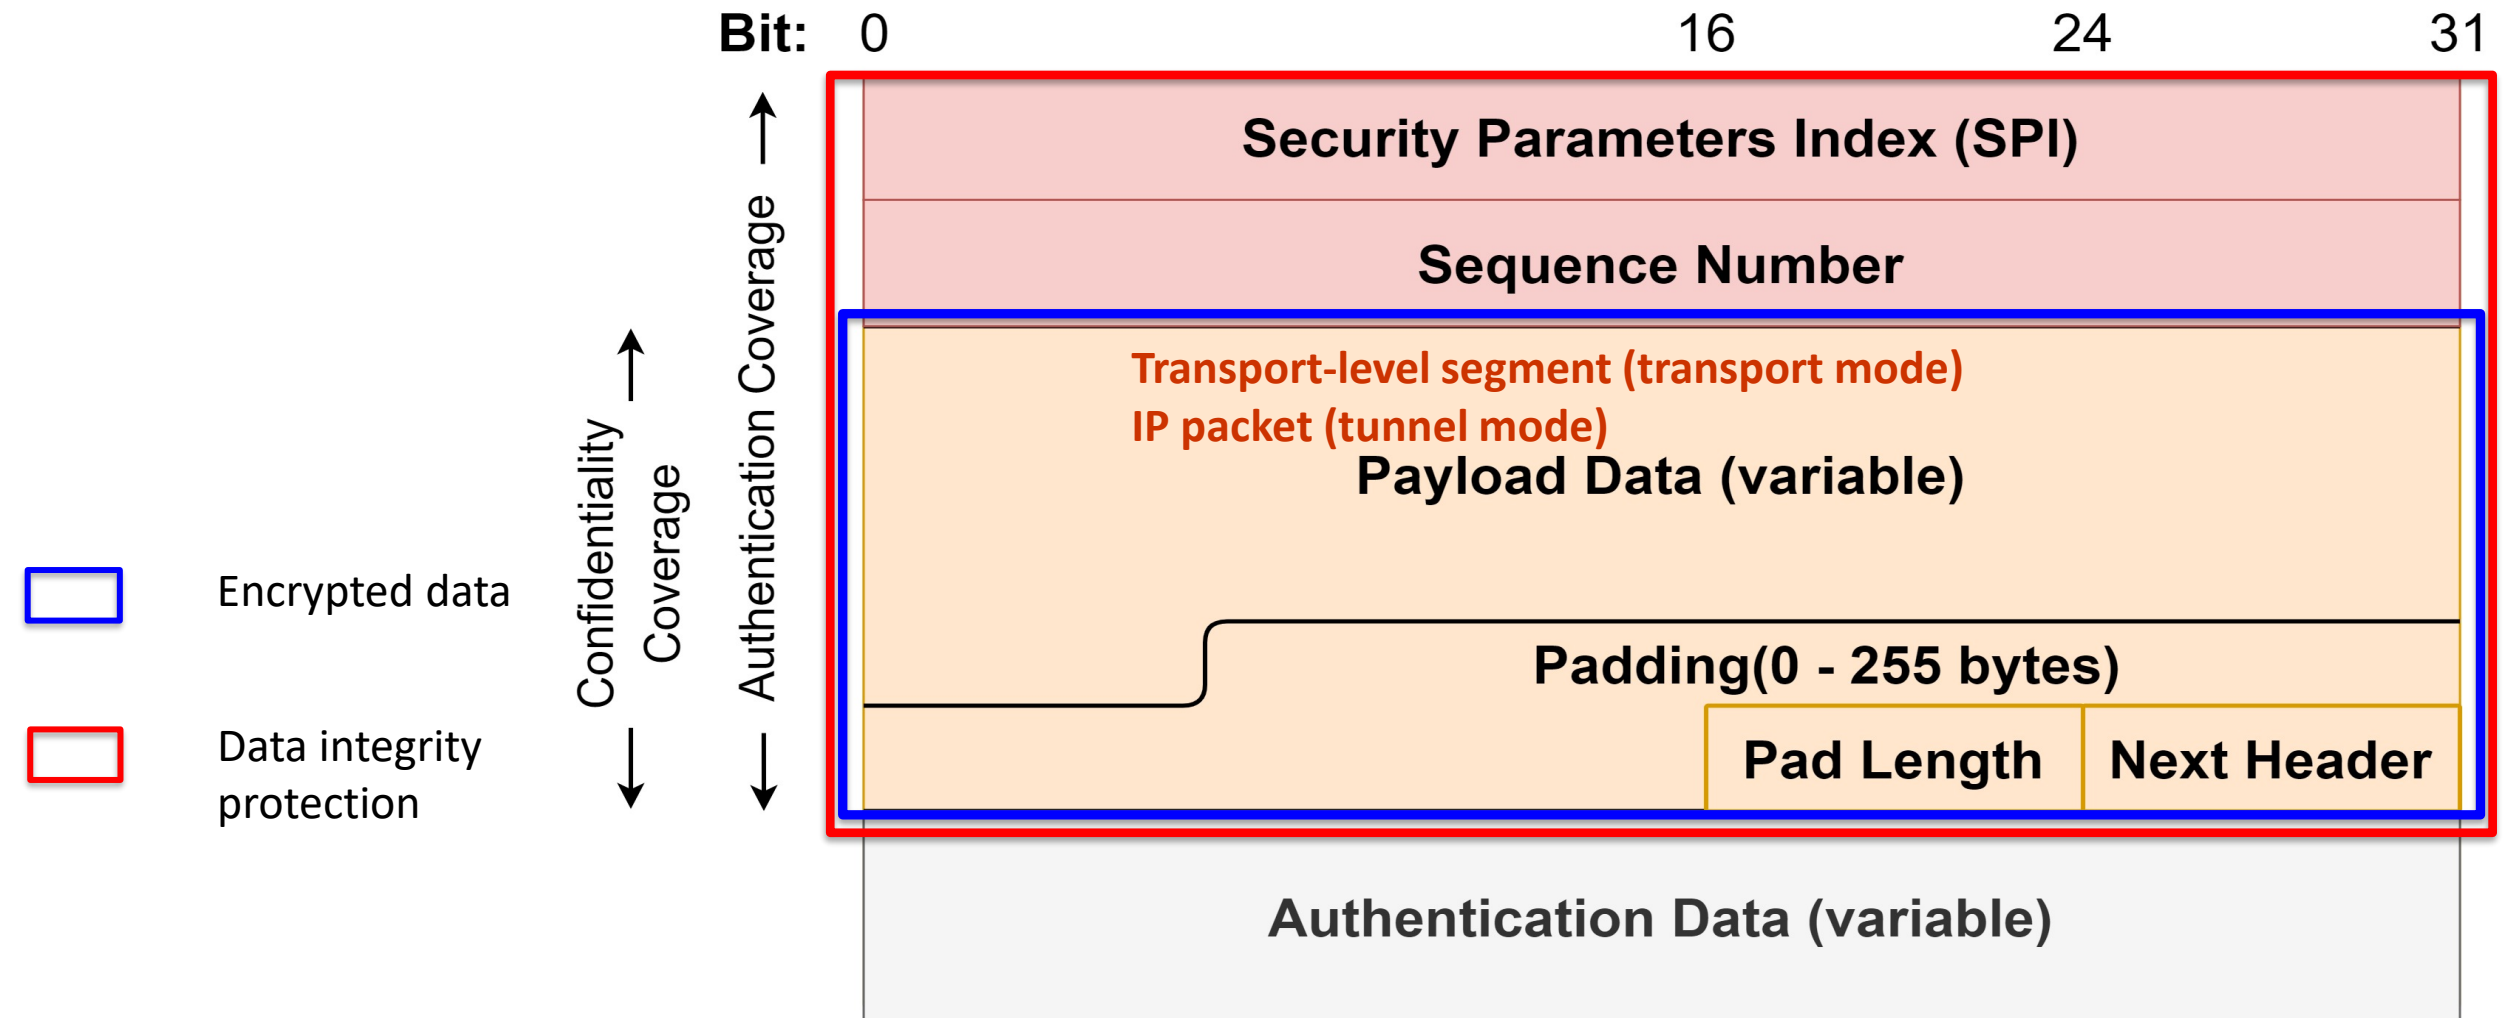 Bit: 0 16 24 31
Security Parameters Index (SPI)
Sequence Number
Transport-level segment (transport mode)
IP packet (tunnel mode)
Payload Data (variable)
Padding(0 - 255 bytes)
Pad Length
Next Header
Authentication Data (variable)
Confidentiality
Coverage
Authentication Coverage
Encrypted data
Data integrity
protection